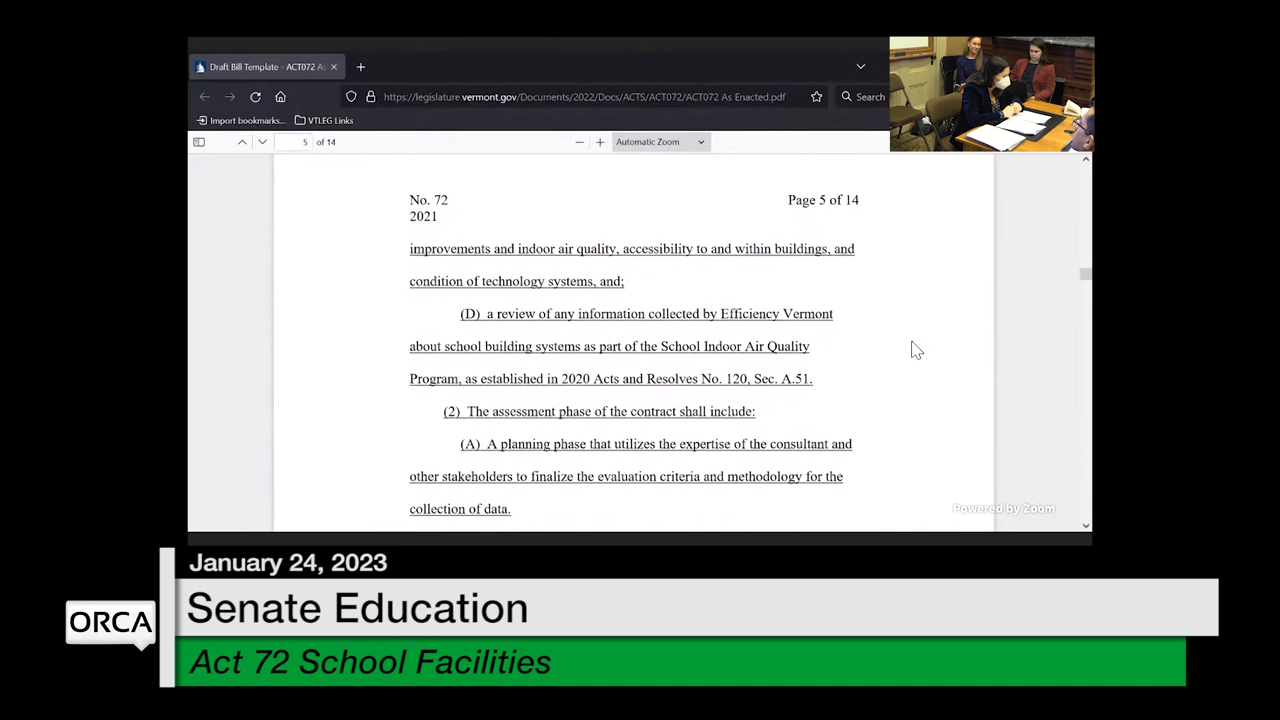 Draft Bill Template - ACT072 As
https://legislature.vermont.gov/Documents/2022/Docs/ACTS/ACT072/ACT072 As Enacted.pdf
Search
Import bookmarks...
VTLEG Links
5 of 14
Automatic Zoom
No. 72
Page 5 of 14
2021
improvements and indoor air quality, accessibility to and within buildings, and
condition of technology systems, and;
(D) a review of any information collected by Efficiency Vermont
about school building systems as part of the School Indoor Air Quality
Program, as established in 2020 Acts and Resolves No. 120, Sec. A.51.
(2) The assessment phase of the contract shall include:
(A) A planning phase that utilizes the expertise of the consultant and
other stakeholders to finalize the evaluation criteria and methodology for the
collection of data.
Powered by Zoom
January 24, 2023
Senate Education
ORCA
Act 72 School Facilities